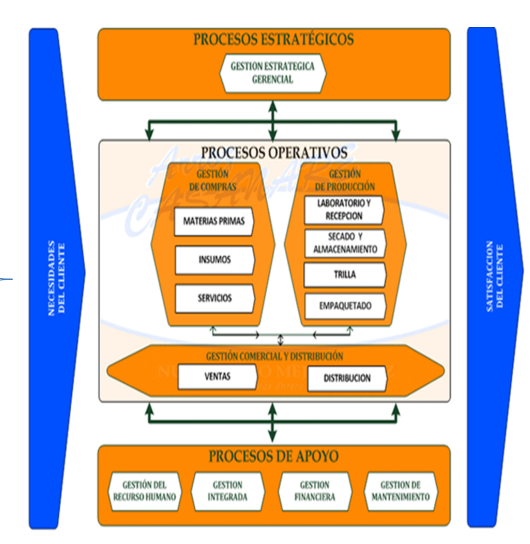 PROCESOS ESTRATÉGICOS
GESTION ESTRATEGICA
GERENCIAL
NECESIDADES
DEL CLIENTE
PROCESOS OPERATIVOS
GESTIÓN
DE COMPRAS
MATERIAS PRIMAS
INSUMOS
SERVICIOS
GESTIÓN
DE PRODUCCIÓN
LABORATORIO Y
RECEPCION
SECADO Y
ALMACENAMIENTO
TRILLA
EMPAQUETADO
GESTIÓN COMERCIAL Y DISTRIBUCIÓN
VENTAS
DISTRIBUCION
SATISFACCION
DEL CLIENTE
PROCESOS DE APOYO
GESTIÓN DEL
RECURSO HUMANO
GESTION
INTEGRADA
GESTION
FINANCIERA
GESTION DE
MANTENIMIENTO